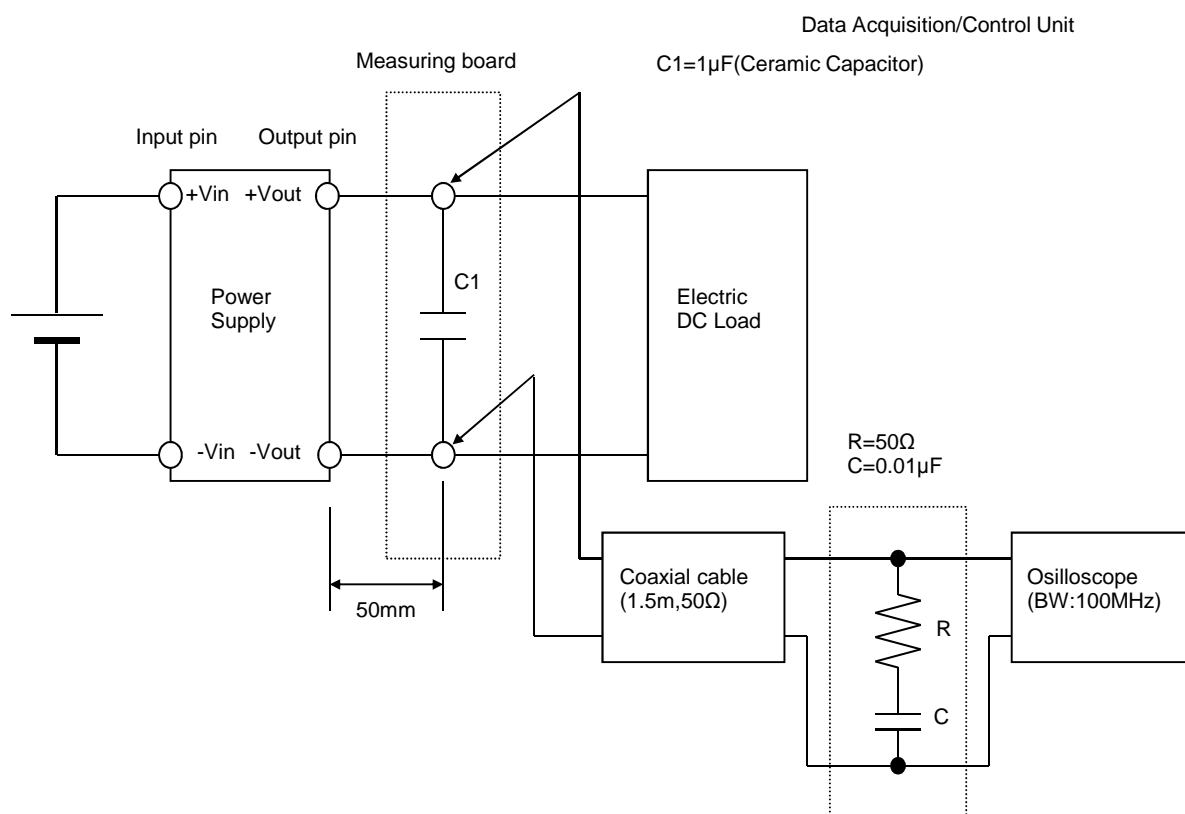 Data Acquisition/Control Unit
Measuring board
C1=1µF(Ceramic Capacitor)
Input pin
Output pin
+Vin
+Vout
C1
Power
Supply
Electric
DC Load
-Vin
-Vout
R=50Ω
C=0.01µF
50mm
Coaxial cable
(1.5m,50Ω)
R
C
Osilloscope
(BW:100MHz)